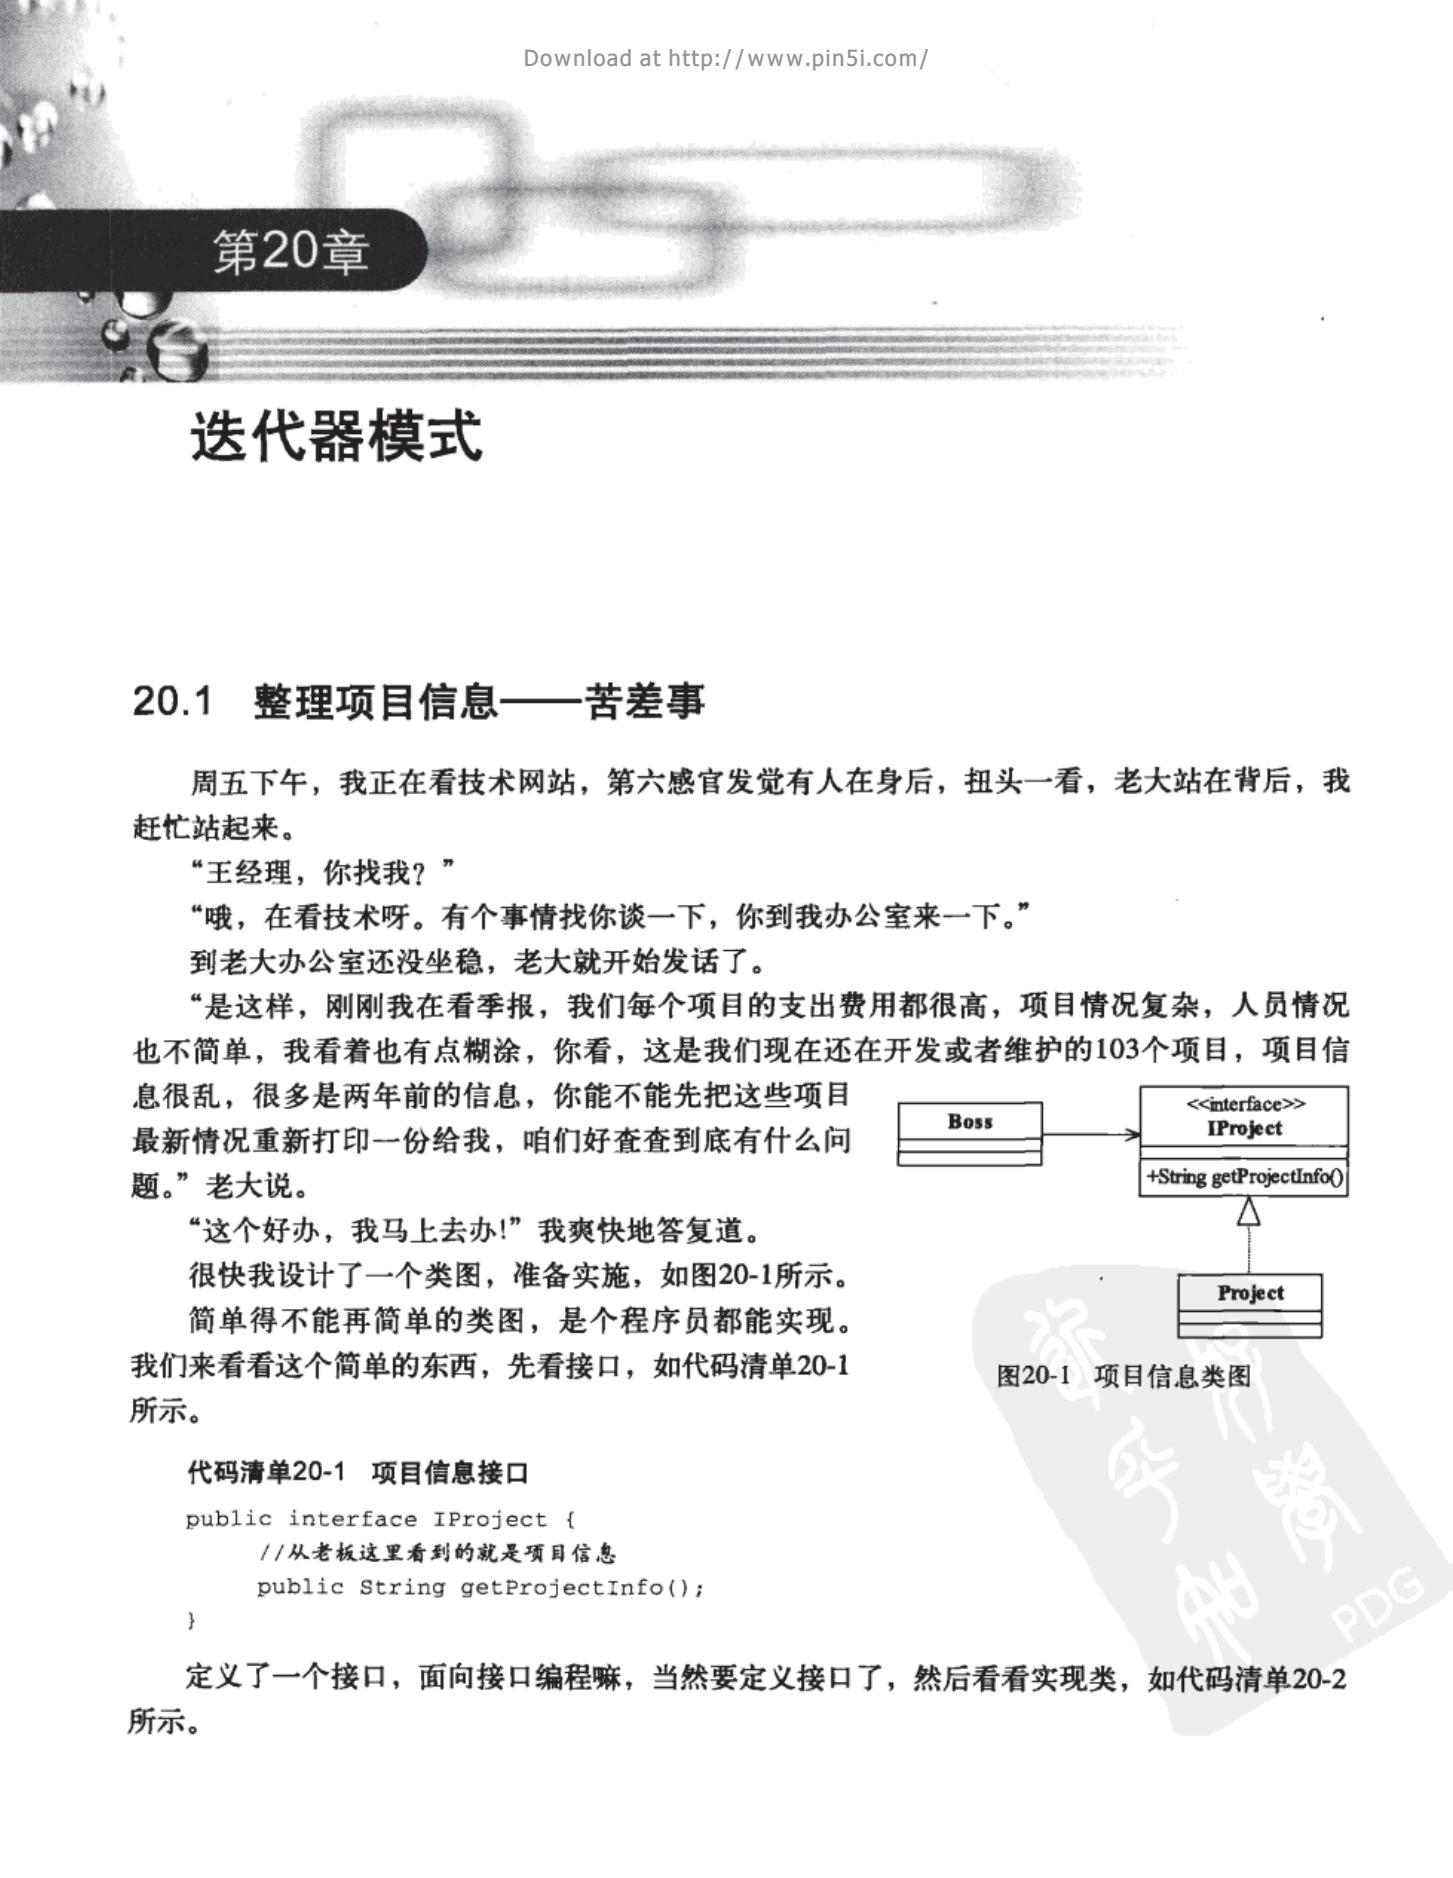 Download at http://www.pin5i.com/
第20章
迭代器模式
20.1 整理项目信息——苦差事
周五下午，我正在看技术网站，第六感官发觉有人在身后，扭头一看，老大站在背后，我
赶忙站起来。
“王经理，你找我？”
“哦，在看技术呀。有个事情找你谈一下，你到我办公室来一下。”
到老大办公室还没坐稳，老大就开始发话了。
“是这样，刚刚我在看季报，我们每个项目的支出费用都很高，项目情况复杂，人员情况
也不简单，我看着也有点糊涂，你看，这是我们现在还在开发或者维护的103个项目，项目信
息很乱，很多是两年前的信息，你能不能先把这些项目
最新情况重新打印一份给我，咱们好查查到底有什么问
题。”老大说。
“这个好办，我马上去办!”我爽快地答复道。
很快我设计了一个类图，准备实施，如图20-1所示。
简单得不能再简单的类图，是个程序员都能实现。
我们来看看这个简单的东西，先看接口，如代码清单20-1
所示。
Boss
<<interface>>
IProject
+String getProjectInfo()
Project
图20-1 项目信息类图
代码清单20-1 项目信息接口
public interface IProject {
//从老板这里看到的就是项目信息
public String getProjectInfo();
}
定义了一个接口，面向接口编程嘛，当然要定义接口了，然后看看实现类，如代码清单20-2
所示。
PDG